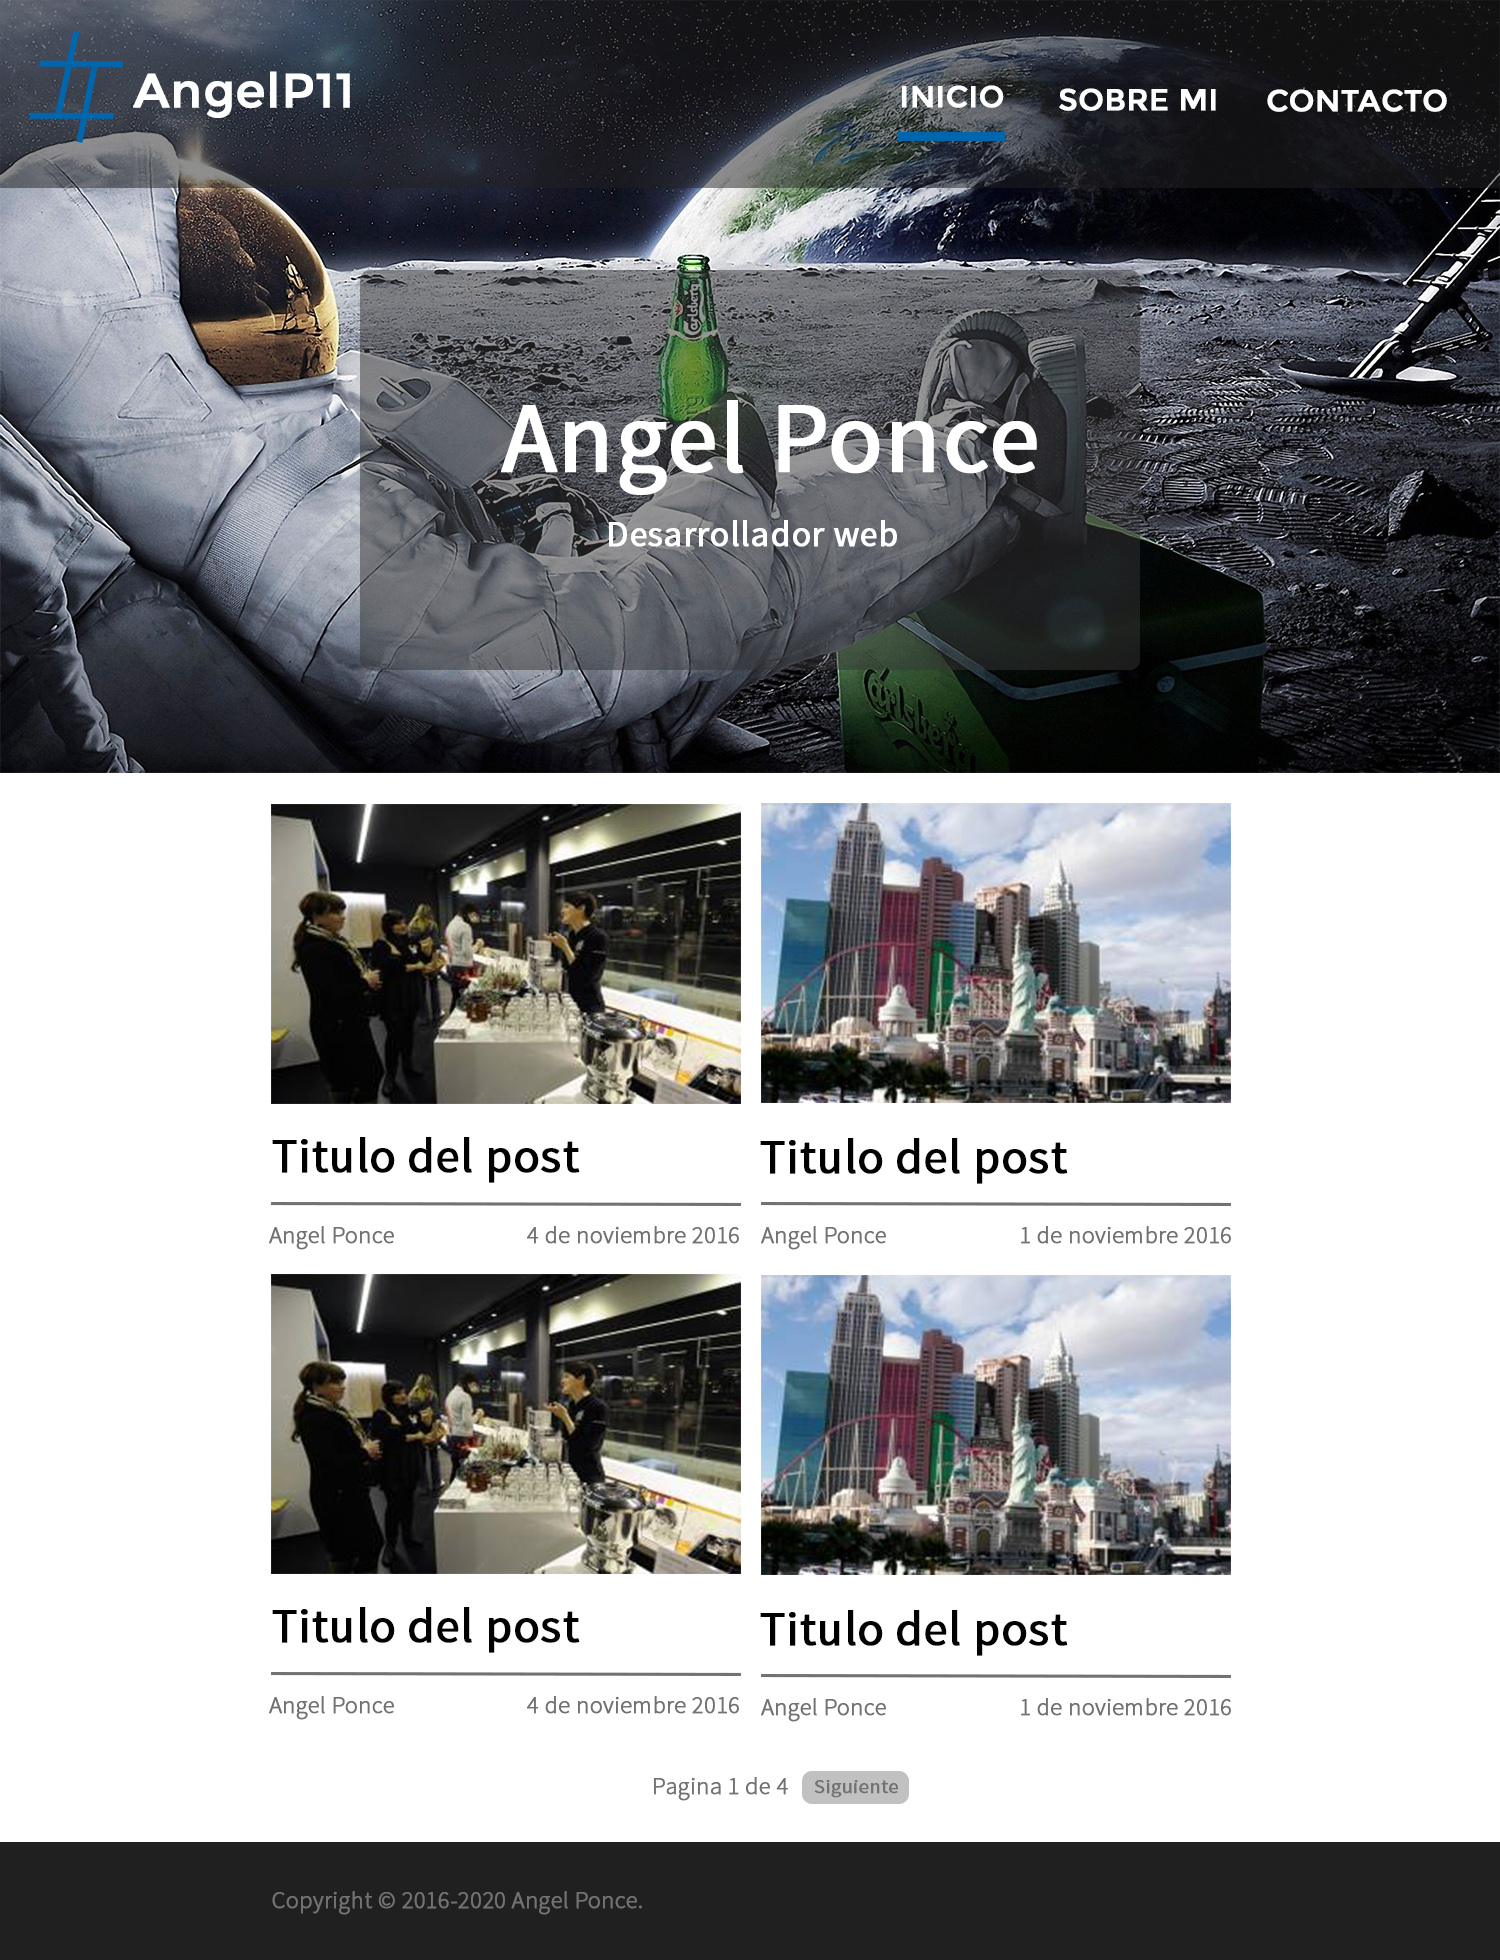 AngelP11
INICIO SOBRE MI CONTACTO
Carlsberg
Angel Ponce
Desarrollador web
Carlsberg
Titulo del post
Angel Ponce 4 de noviembre 2016
Titulo del post
Angel Ponce 1 de noviembre 2016
Titulo del post
Angel Ponce 4 de noviembre 2016
Titulo del post
Angel Ponce 1 de noviembre 2016
Pagina 1 de 4 Siguiente
Copyright © 2016-2020 Angel Ponce.